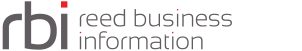 rbi reed business
information